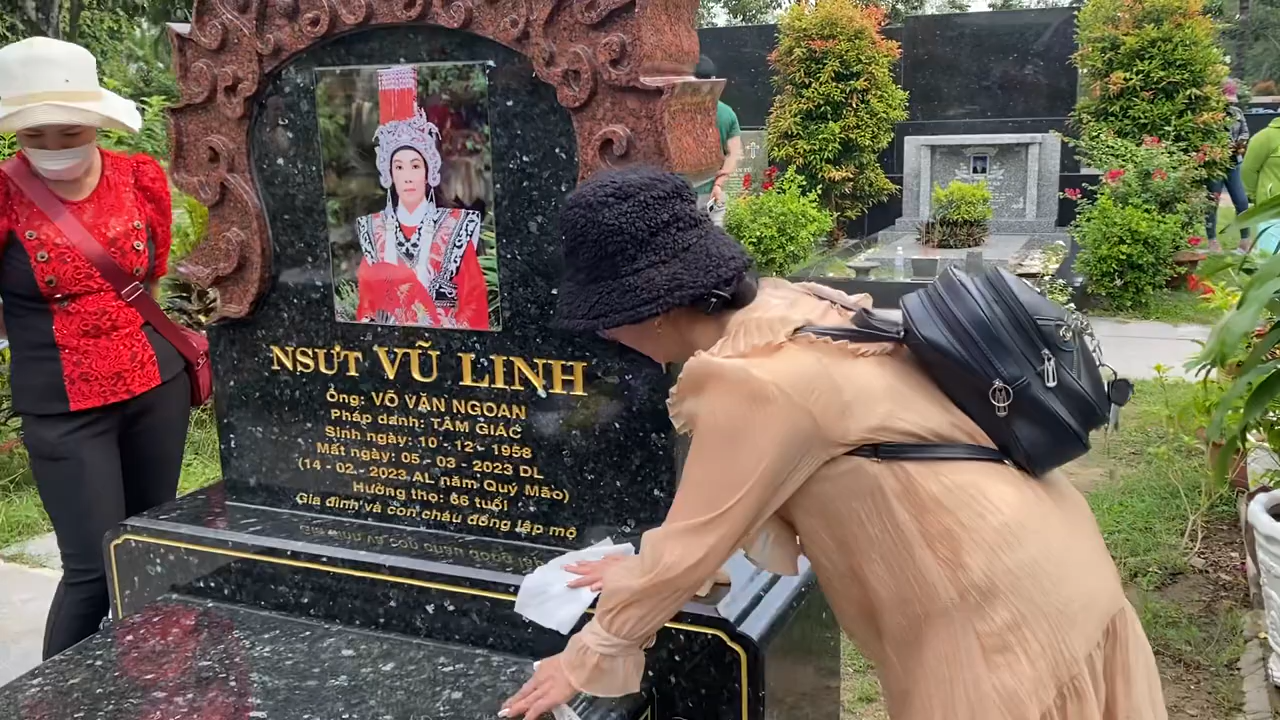 NSƯT VŨ LINH
Ông: VÕ VĂN NGOAN
Pháp danh: TÂM GIÁC
Sinh ngày: 10 - 12 - 1958
Mất ngày: 05 - 03 - 2023 DL
(14 - 02 - 2023 AL năm Quý Mão)
Hưởng thọ: 66 tuổi
Gia đình và con cháu đồng lập mộ